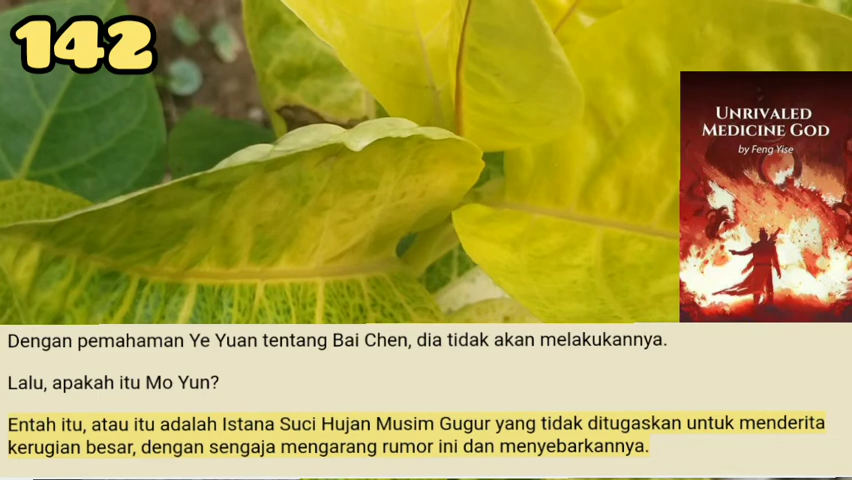 142
UNRIVALED
MEDICINE GOD
by Feng Yise
Dengan pemahaman Ye Yuan tentang Bai Chen, dia tidak akan melakukannya.
Lalu, apakah itu Mo Yun?
Entah itu, atau itu adalah Istana Suci Hujan Musim Gugur yang tidak ditugaskan untuk menderita
kerugian besar, dengan sengaja mengarang rumor ini dan menyebarkannya.